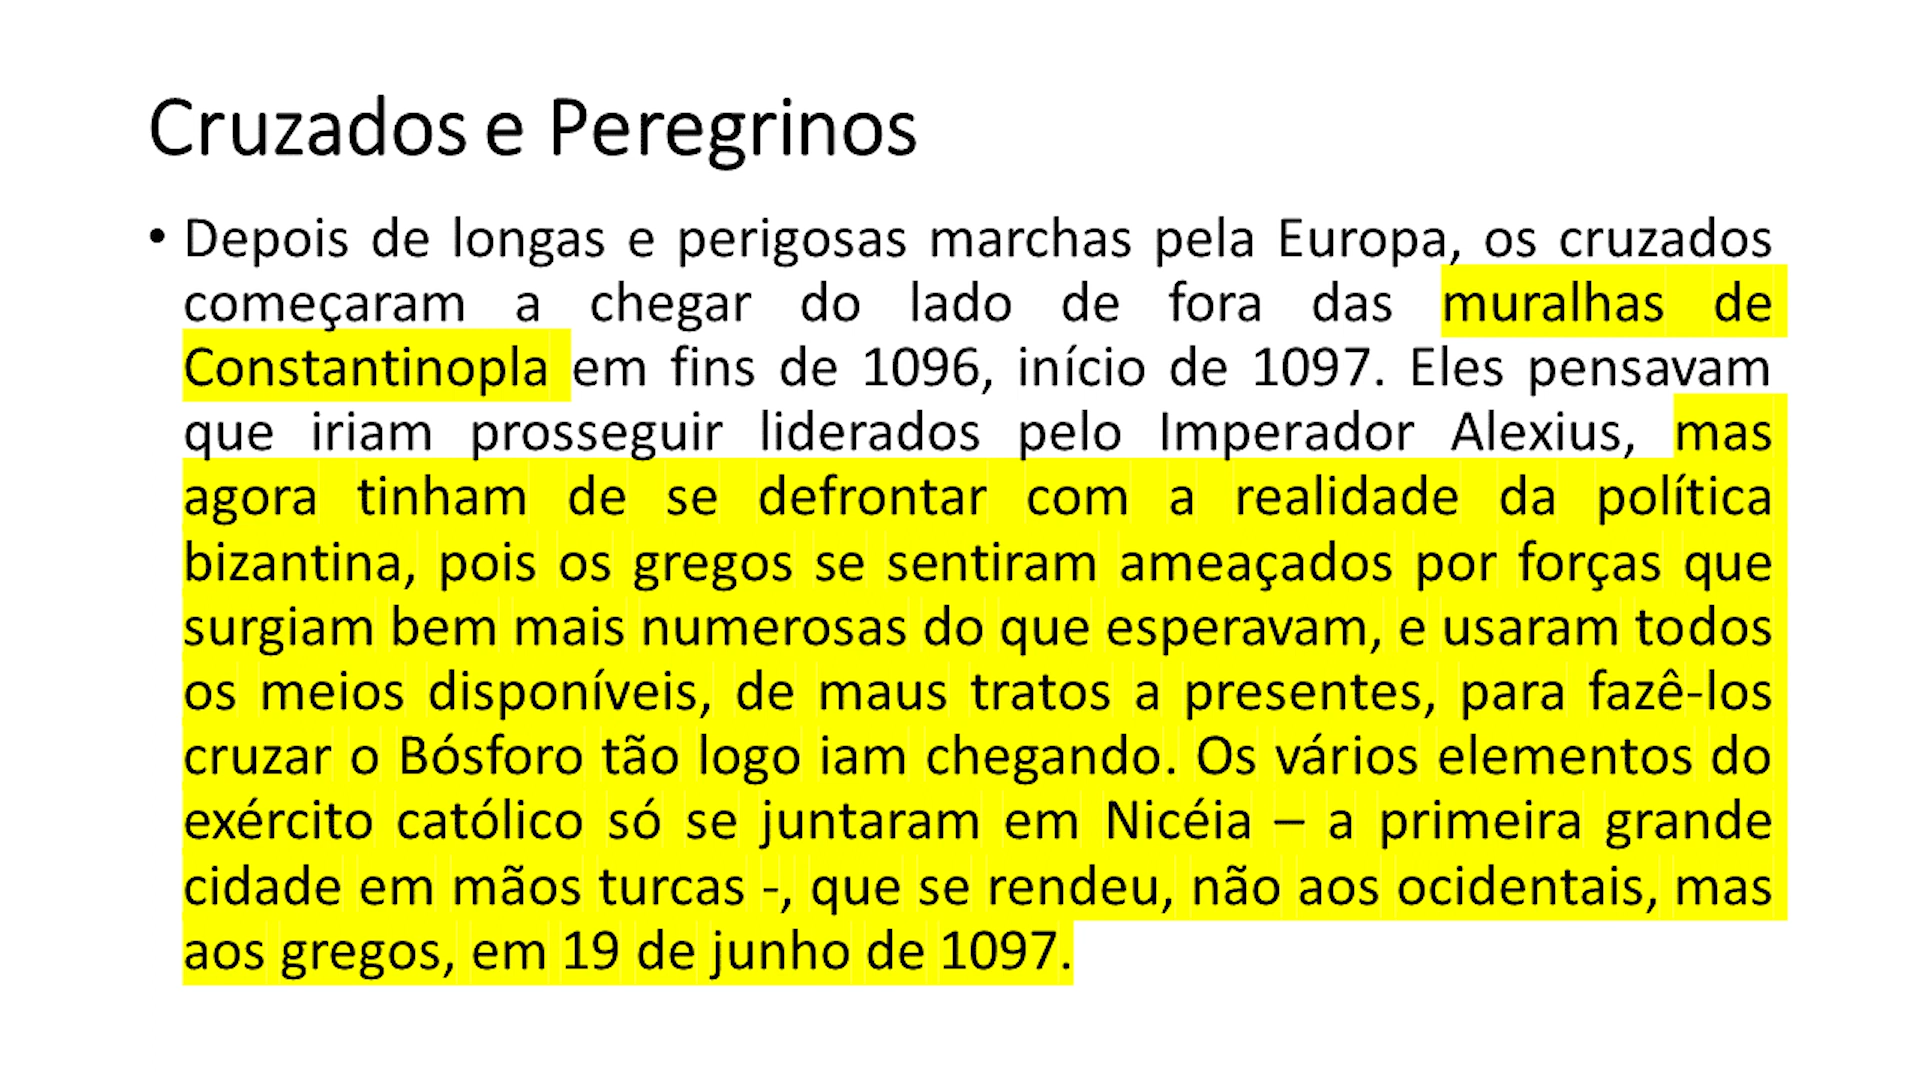 Cruzados e Peregrinos
• Depois de longas e perigosas marchas pela Europa, os cruzados
começaram a chegar do lado de fora das muralhas de
Constantinopla em fins de 1096, início de 1097. Eles pensavam
que iriam prosseguir liderados pelo Imperador Alexius, mas
agora tinham de se defrontar com a realidade da política
bizantina, pois os gregos se sentiram ameaçados por forças que
surgiam bem mais numerosas do que esperavam, e usaram todos
os meios disponíveis, de maus tratos a presentes, para fazê-los
cruzar o Bósforo tão logo iam chegando. Os vários elementos do
exército católico só se juntaram em Nicéia – a primeira grande
cidade em mãos turcas -, que se rendeu, não aos ocidentais, mas
aos gregos, em 19 de junho de 1097.